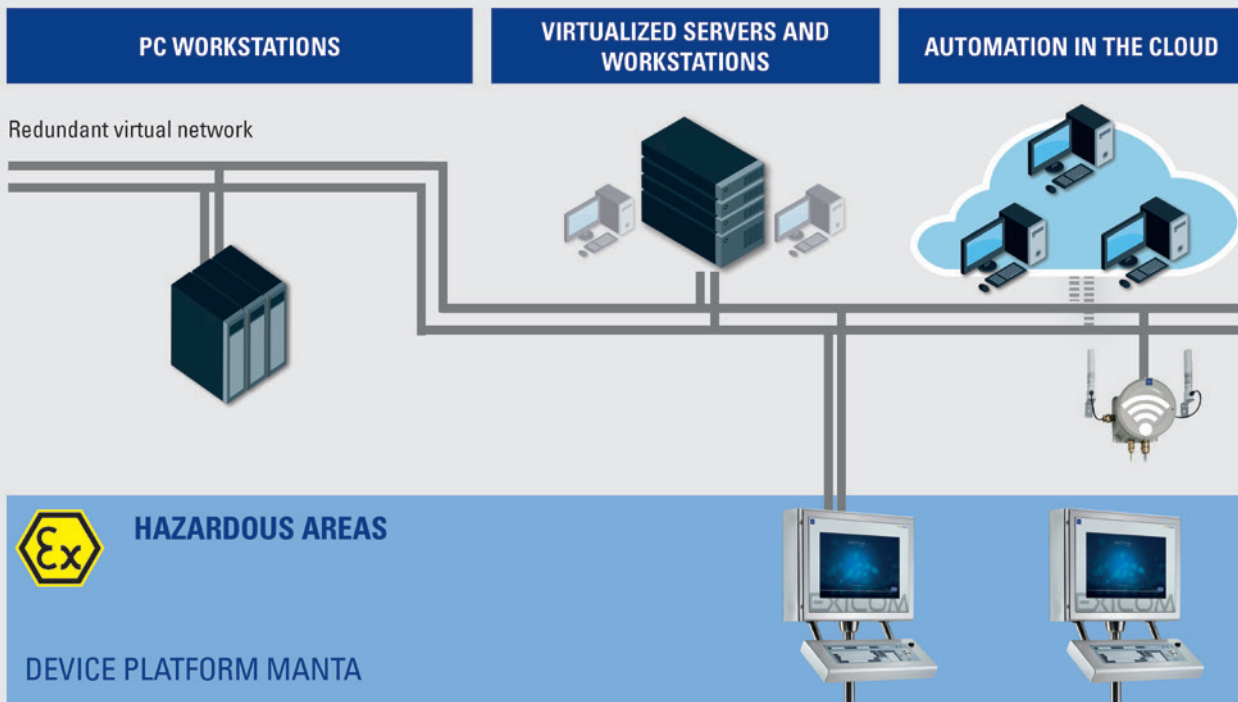 PC WORKSTATIONS
VIRTUALIZED SERVERS AND
WORKSTATIONS
AUTOMATION IN THE CLOUD
Redundant virtual network
Ex
HAZARDOUS AREAS
EXICOM
EXICOM
DEVICE PLATFORM MANTA